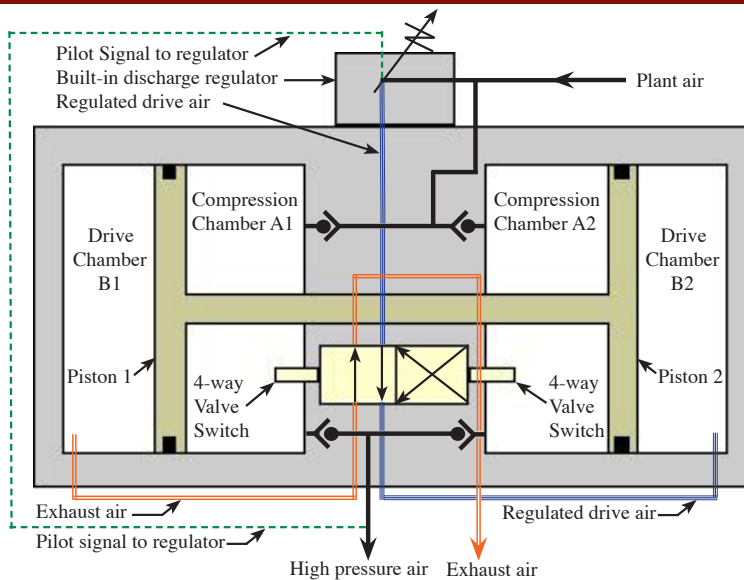 Pilot Signal to regulator
Built-in discharge regulator
Regulated drive air
Plant air
Compression
Chamber A1
Compression
Chamber A2
Drive
Chamber
B1
Drive
Chamber
B2
Piston 1
4-way
Valve
Switch
4-way
Valve
Switch
Piston 2
Exhaust air
Regulated drive air
Pilot signal to regulator
High pressure air
Exhaust air